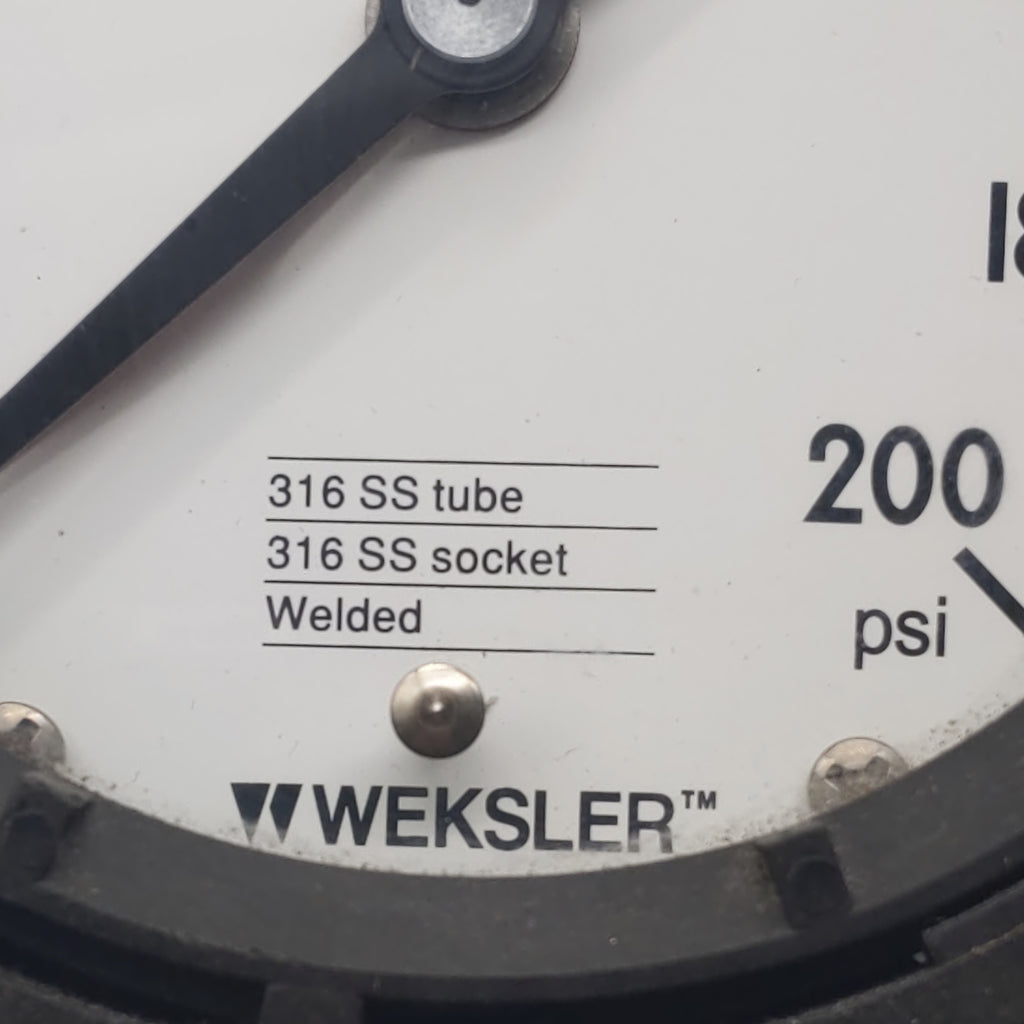 200
316 SS tube
316 SS socket
Welded
psi
WEKSLER™